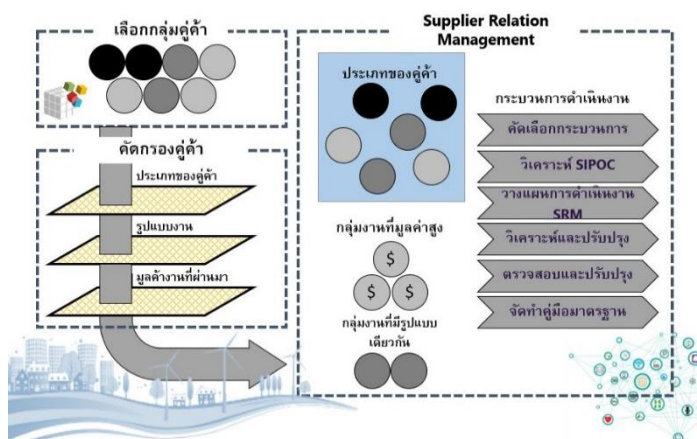 เลือกกลุ่มคู่ค้า
คัดกรองคู่ค้า
ประเภทของคู่ค้า
รูปแบบงาน
มูลค้างานที่ผ่านมา
Supplier Relation
Management
ประเภทของคู่ค้า
กลุ่มงานที่มูลค่าสูง
$
$ $
กลุ่มงานที่มีรูปแบบ
เดียวกัน
กระบวนการดำเนินงาน
คัดเลือกกระบวนการ
วิเคราะห์ SIPOC
วางแผนการดำเนินงาน
SRM
วิเคราะห์และปรับปรุง
ตรวจสอบและปรับปรุง
จัดทำคู่มือมาตรฐาน